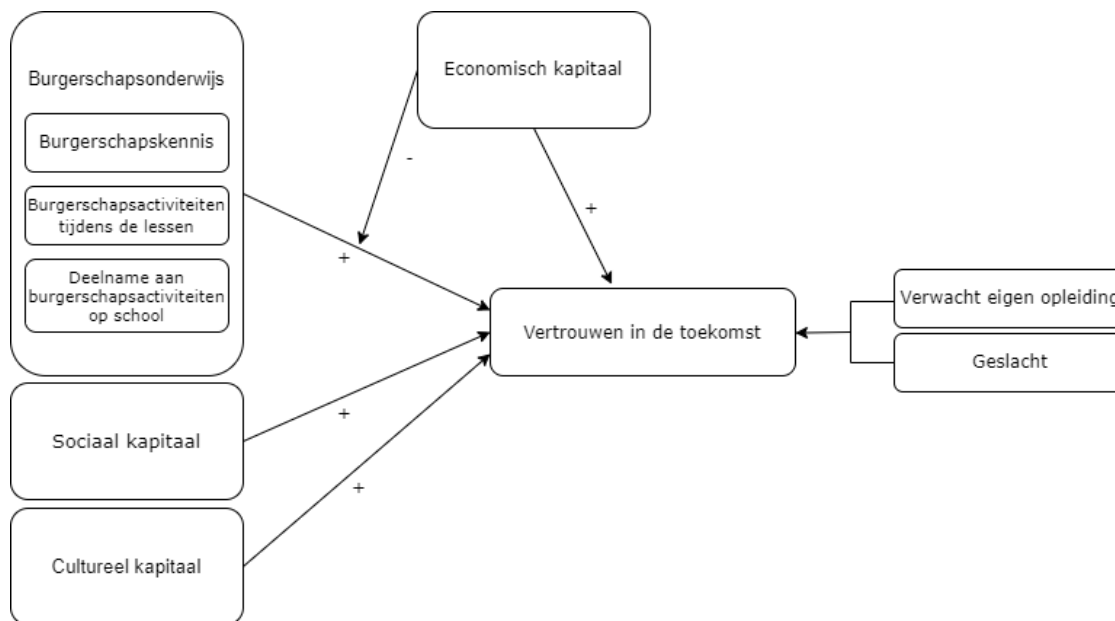 Burgerschapsonderwijs
Burgerschapskennis
Burgerschapsactiviteiten
tijdens de lessen
Deelname aan
burgerschapsactiviteiten
op school
Sociaal kapitaal
Cultureel kapitaal
Economisch kapitaal
-
+
+
+
+
Vertrouwen in de toekomst
Verwacht eigen opleiding
Geslacht